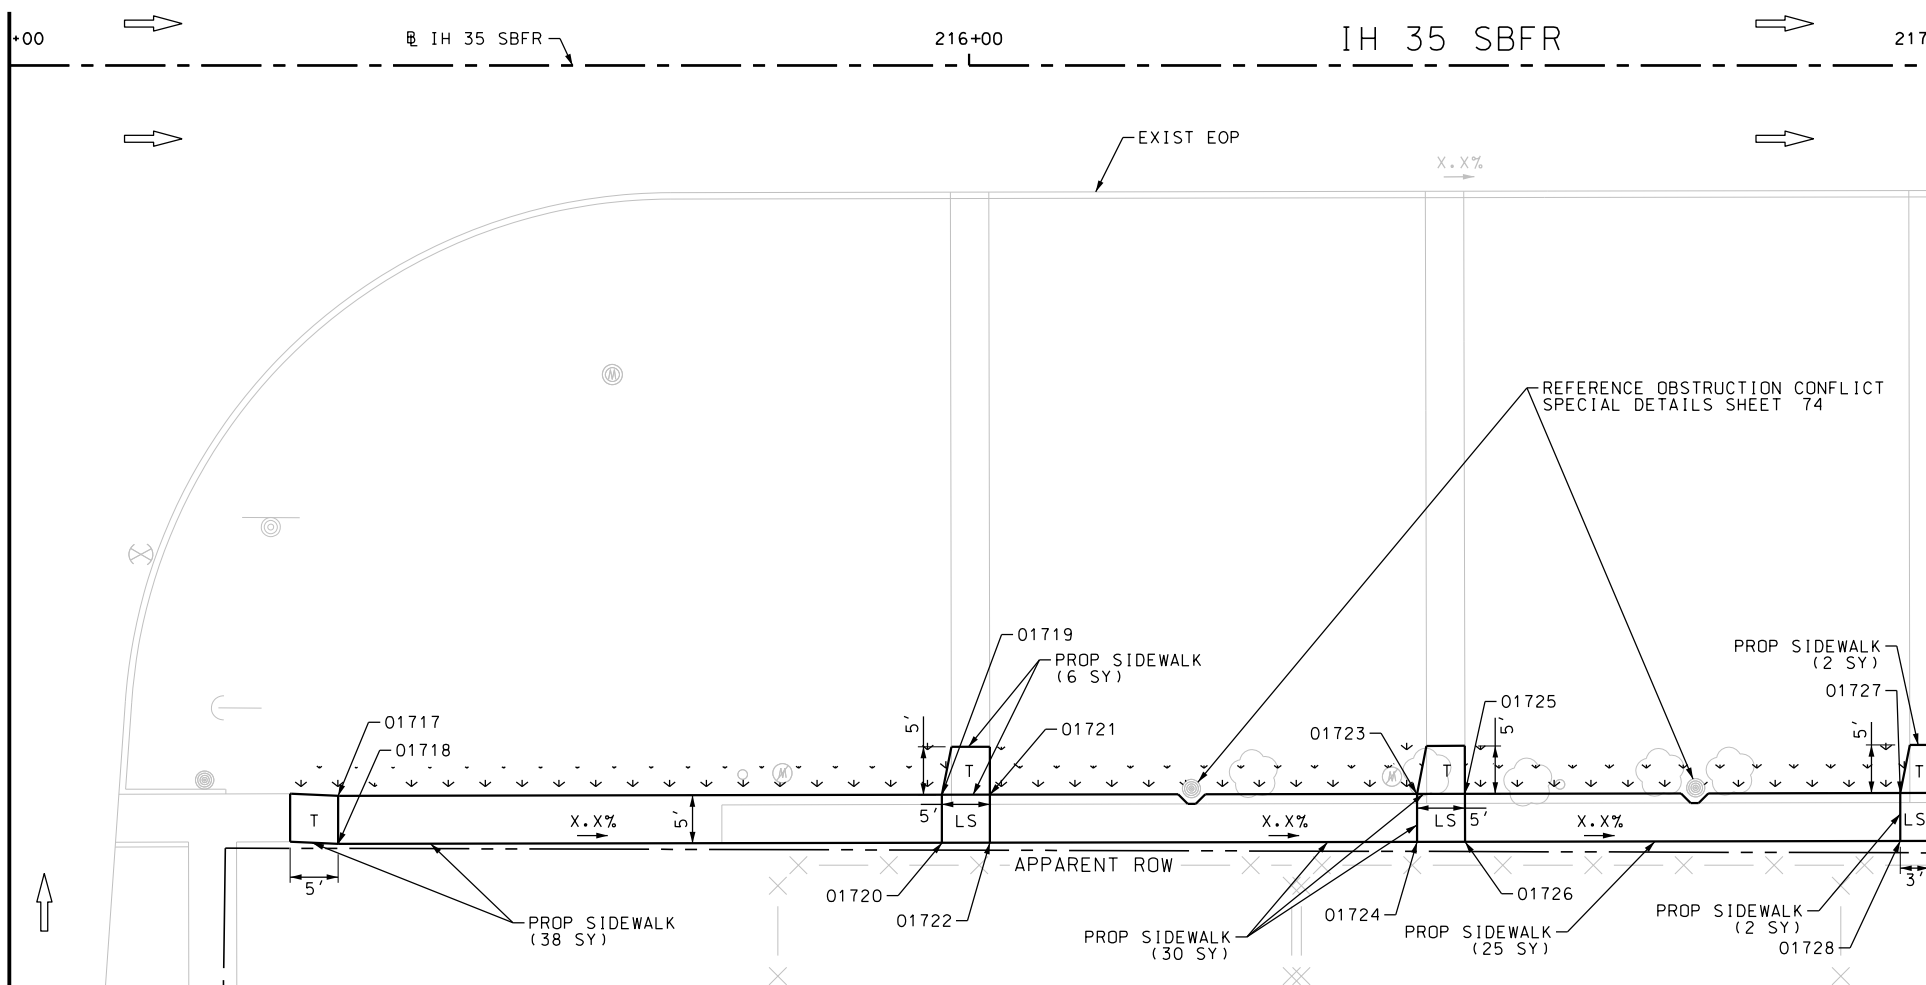 +00
℄ IH 35 SBFR
216+00
IH 35 SBFR
217
EXIST EOP
X.X%
REFERENCE OBSTRUCTION CONFLICT
SPECIAL DETAILS SHEET 74
01719
PROP SIDEWALK
(6 SY)
PROP SIDEWALK
(2 SY)
01727
01725
01717
01718
5'
01721
01723
5'
5'
T
T
T
T
X.X%
5'
5'
LS
X.X%
LS
5'
X.X%
LS
APPARENT ROW
5'
3'
01720
01722
PROP SIDEWALK
(38 SY)
01726
01724
PROP SIDEWALK
(30 SY)
PROP SIDEWALK
(25 SY)
PROP SIDEWALK
(2 SY)
01728
M
M
M